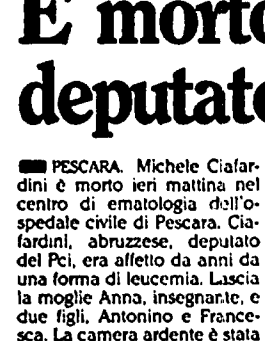 È morto
deputato
PESCARA. Michele Ciafar-
dini è morto ieri mattina nel
centro di ematologia dell'o-
spedale civile di Pescara. Cia-
fardini, abruzzese, deputato
del Pci, era affetto da anni da
una forma di leucemia. Lascia
la moglie Anna, insegnante, e
due figli, Antonino e France-
sca. La camera ardente è stata